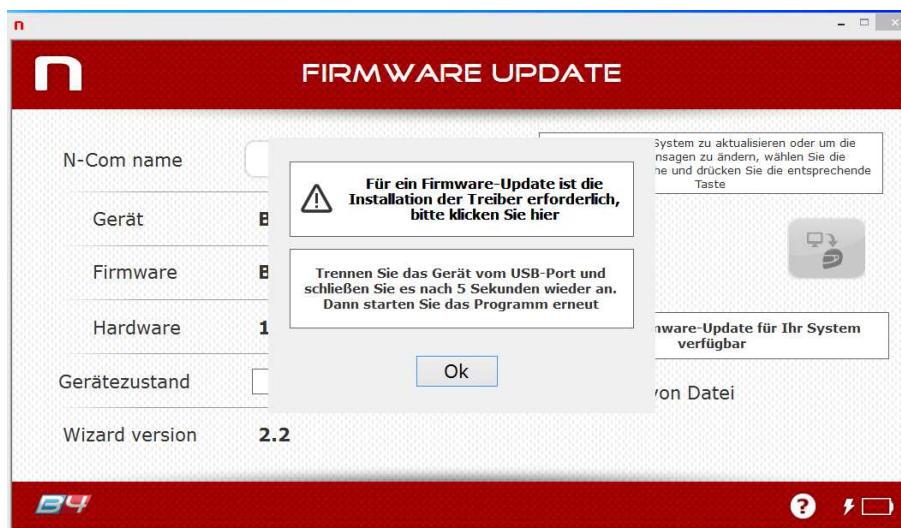 n
n
FIRMWARE UPDATE
N-Com name
System zu aktualisieren oder um die
nsagen zu ändern, wählen Sie die
he und drücken Sie die entsprechende
Taste
Für ein Firmware-Update ist die
Installation der Treiber erforderlich,
bitte klicken Sie hier
Gerät
B
Firmware
B
Trennen Sie das Gerät vom USB-Port und
schließen Sie es nach 5 Sekunden wieder an.
Dann starten Sie das Programm erneut
Hardware
1
ware-Update für Ihr System
verfügbar
Ok
Gerätezustand
von Datei
Wizard version
2.2
B4
?